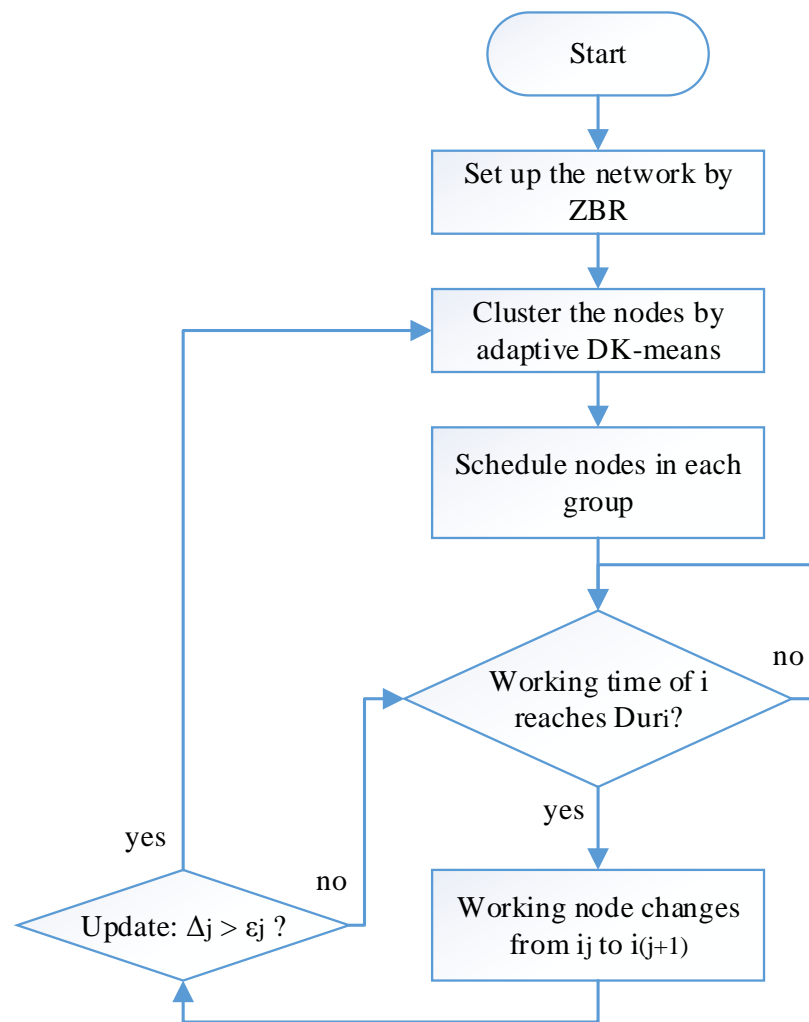 Start
Set up the network by
ZBR
Cluster the nodes by
adaptive DK-means
Schedule nodes in each
group
no
Working time of i
reaches Duri?
yes
yes
no
Update: Δj > εj ?
Working node changes
from ij to i(j+1)